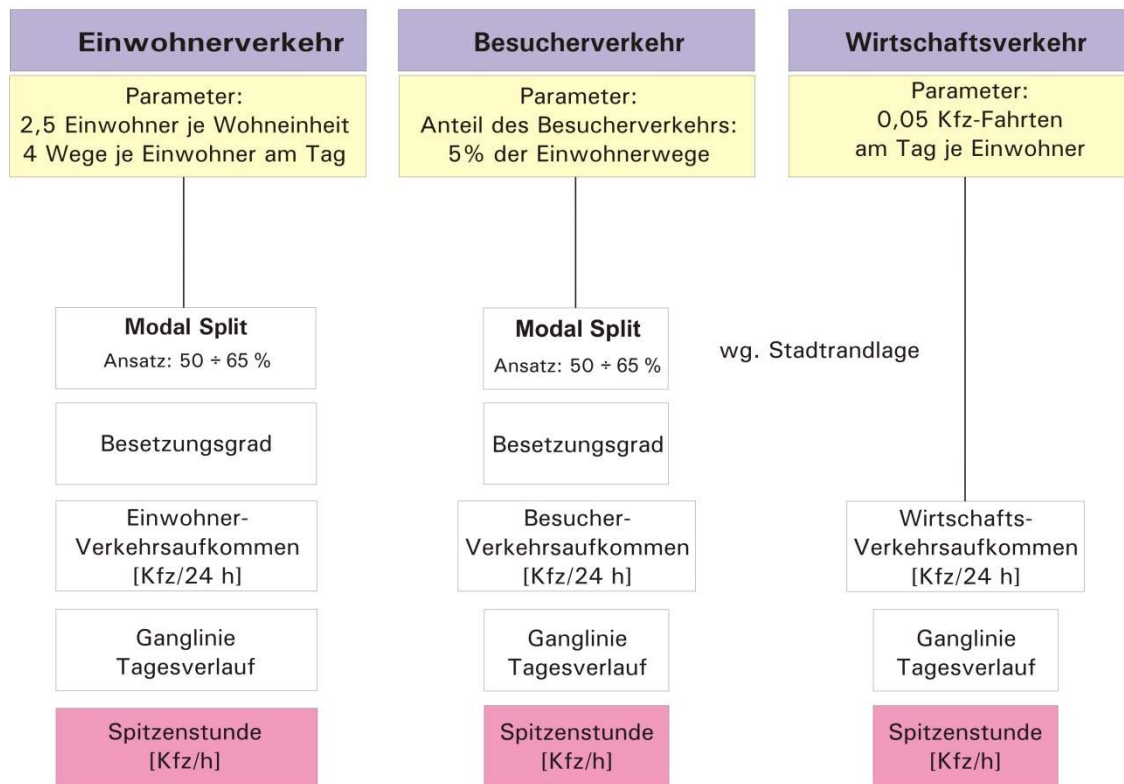 Einwohnerverkehr
Parameter:
2,5 Einwohner je Wohneinheit
4 Wege je Einwohner am Tag
Modal Split
Ansatz: 50 ÷ 65 %
Besetzungsgrad
Einwohner-
Verkehrsaufkommen
[Kfz/24 h]
Ganglinie
Tagesverlauf
Spitzenstunde
[Kfz/h]
Besucherverkehr
Parameter:
Anteil des Besucherverkehrs:
5% der Einwohnerwege
Modal Split
Ansatz: 50 ÷ 65 %
Besetzungsgrad
Besucher-
Verkehrsaufkommen
[Kfz/24 h]
Ganglinie
Tagesverlauf
Spitzenstunde
[Kfz/h]
wg. Stadtrandlage
Wirtschaftsverkehr
Parameter:
0,05 Kfz-Fahrten
am Tag je Einwohner
Wirtschafts-
Verkehrsaufkommen
[Kfz/24 h]
Ganglinie
Tagesverlauf
Spitzenstunde
[Kfz/h]